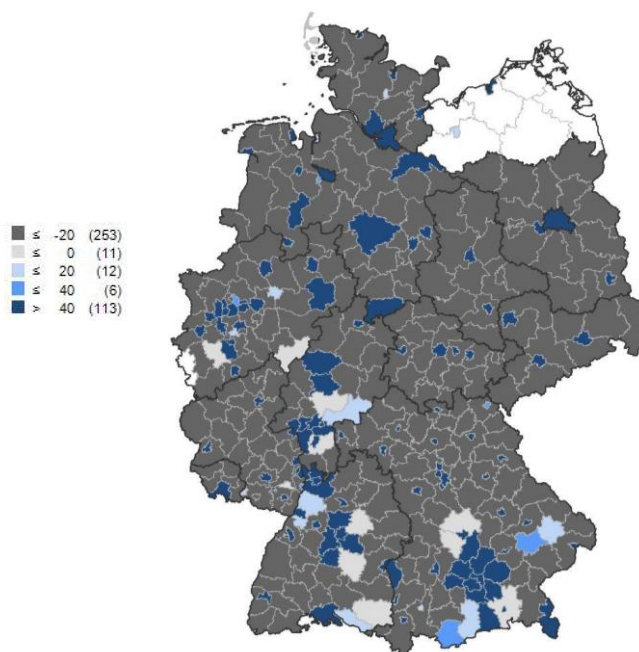 ≤ -20 (253)
≤ 0 (11)
≤ 20 (12)
≤ 40 (6)
> 40 (113)